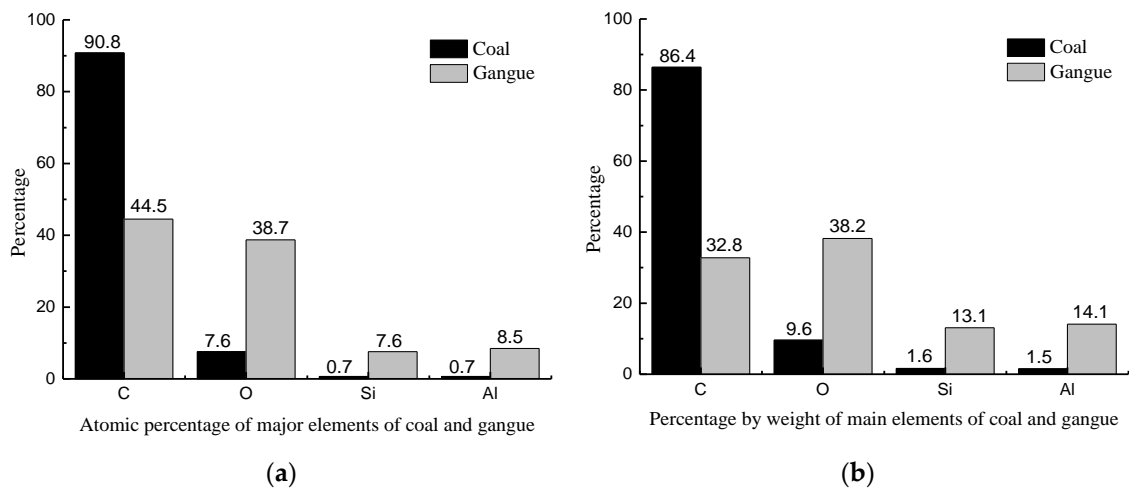 100
80
60
40
20
0
Percentage
90.8
44.5
7.6
38.7
0.7
7.6
0.7
8.5
Coal
Gangue
C O Si Al
Atomic percentage of major elements of coal and gangue
(a)
100
80
60
40
20
0
Percentage
86.4
32.8
9.6
38.2
1.6
13.1
1.5
14.1
Coal
Gangue
C O Si Al
Percentage by weight of main elements of coal and gangue
(b)